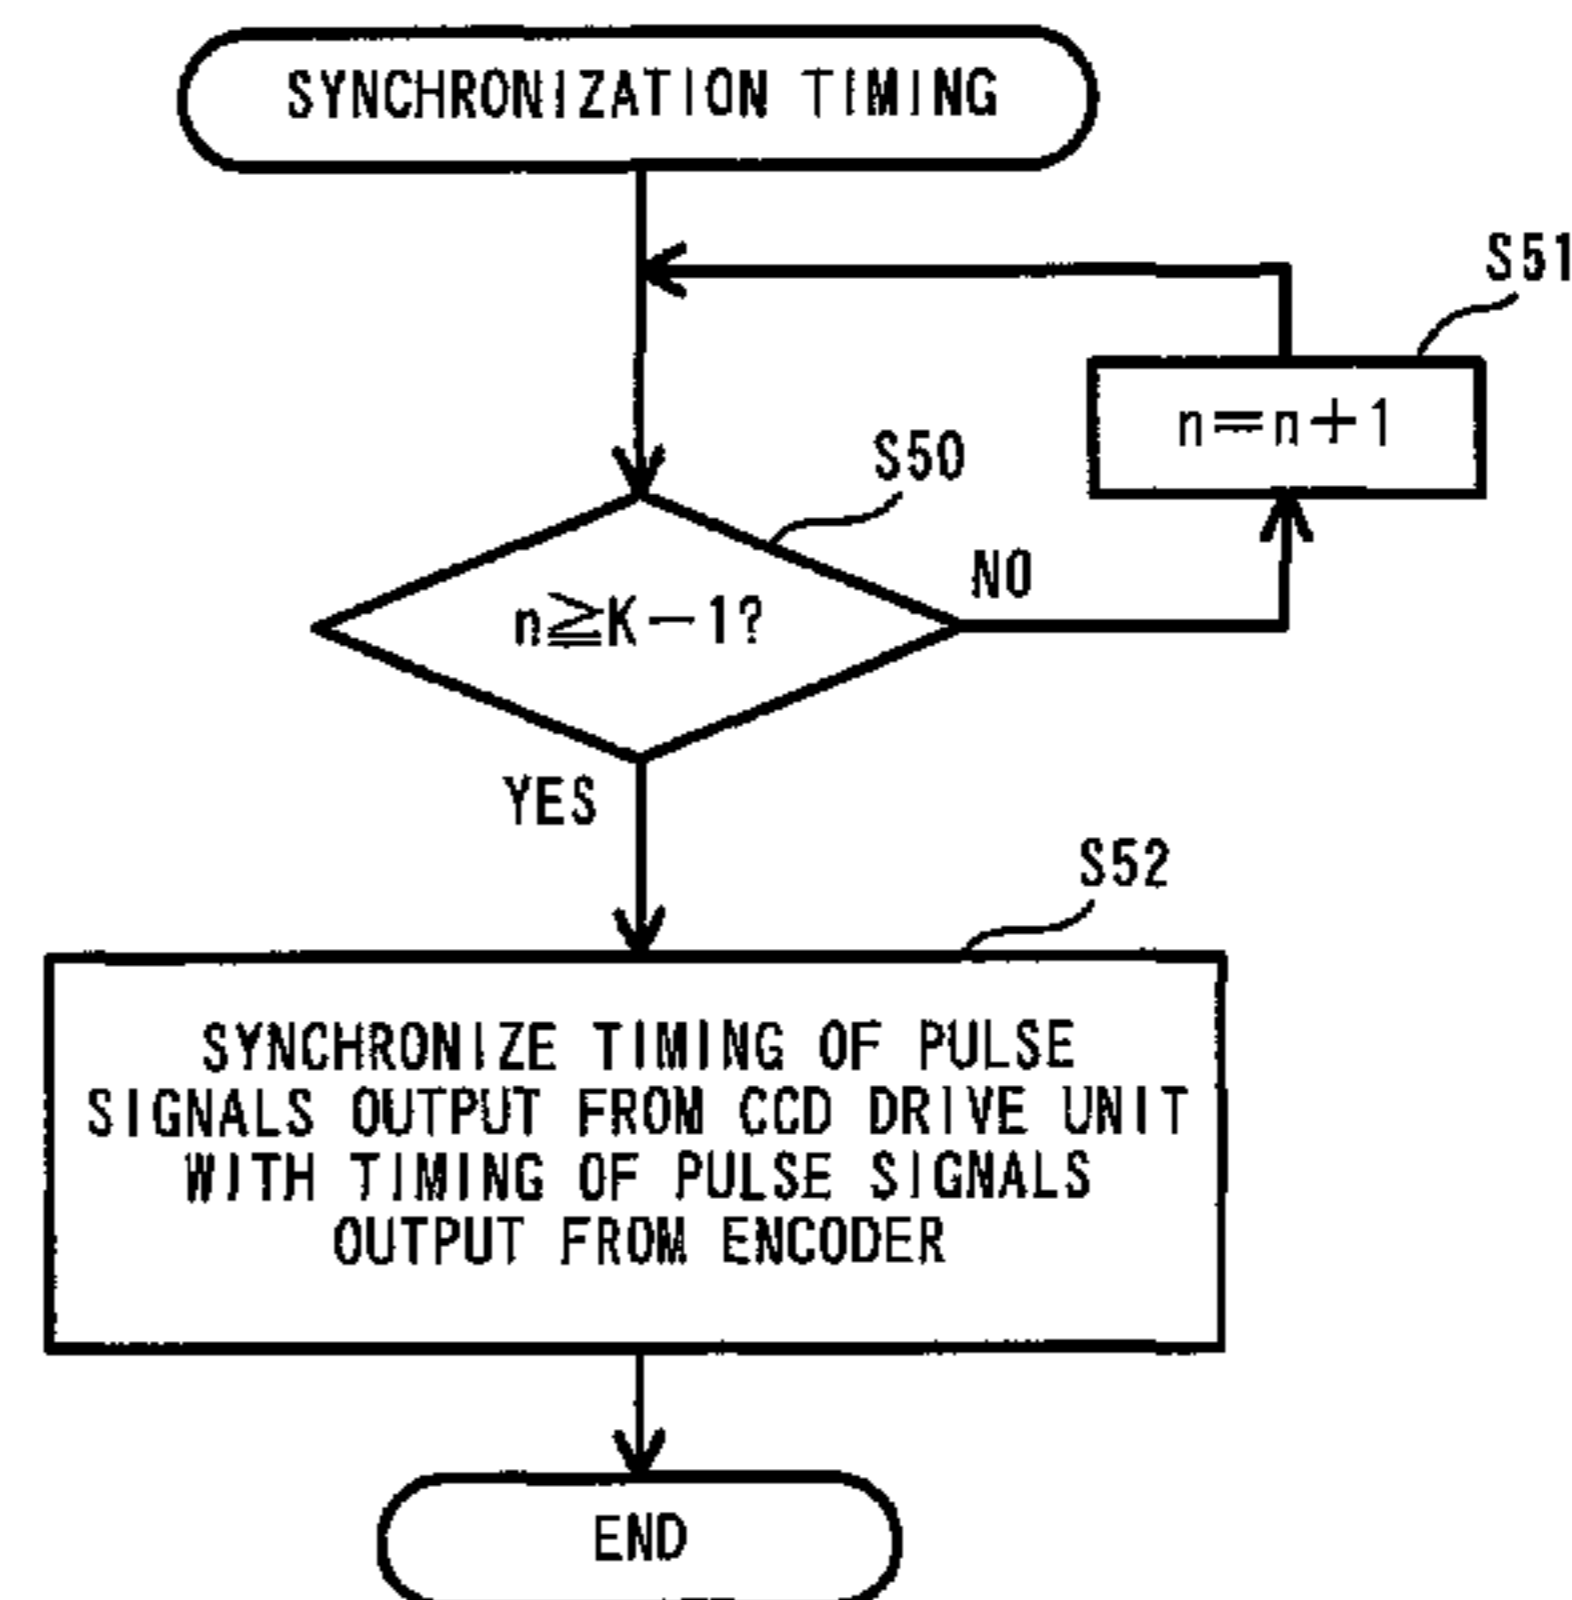 SYNCHRONIZATION TIMING
S51
n=n+1
S50
NO
n≧K-1?
YES
S52
SYNCHRONIZE TIMING OF PULSE
SIGNALS OUTPUT FROM CCD DRIVE UNIT
WITH TIMING OF PULSE SIGNALS
OUTPUT FROM ENCODER
END